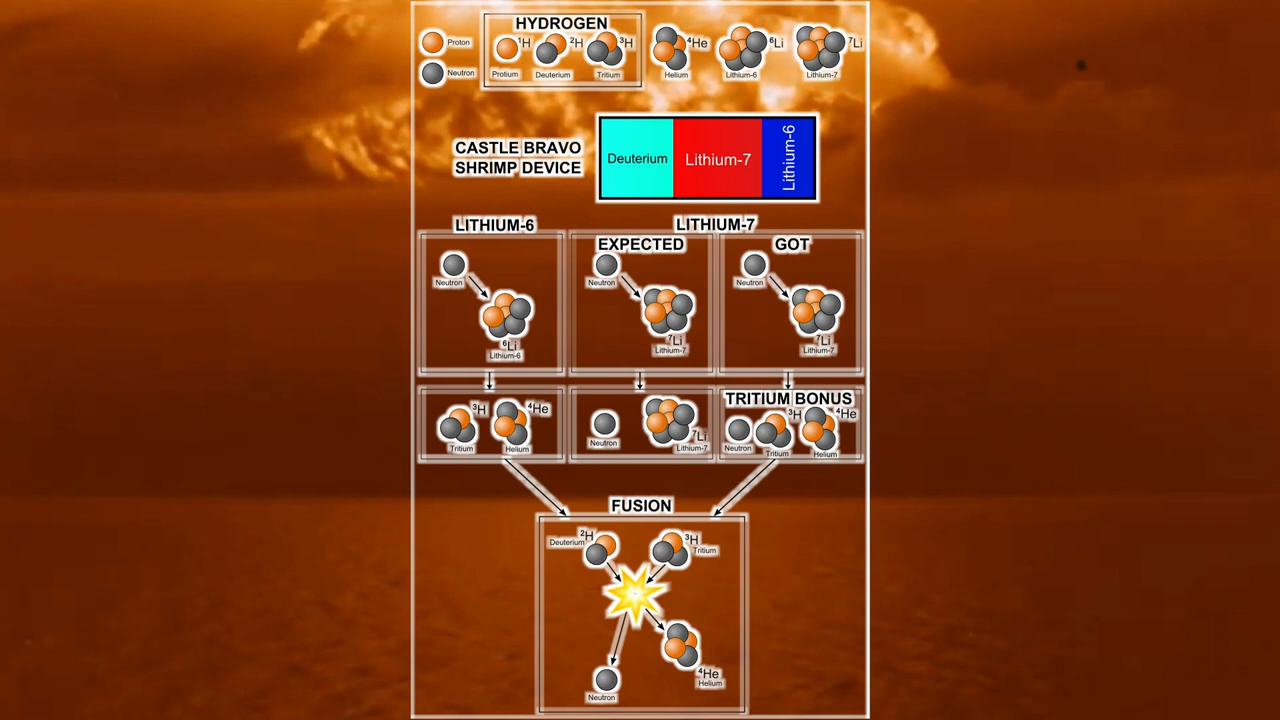 HYDROGEN
Proton
Neutron
¹H
²H
³H
⁴He
⁶Li
⁷Li
Protium
Deuterium
Tritium
Helium
Lithium-6
Lithium-7
CASTLE BRAVO
SHRIMP DEVICE
Deuterium
Lithium-7
Lithium-6
LITHIUM-6
LITHIUM-7
EXPECTED
GOT
Neutron
⁶Li
Lithium-6
Neutron
⁷Li
Lithium-7
Neutron
⁷Li
Lithium-7
³H
Tritium
⁴He
Helium
Neutron
⁷Li
Lithium-7
TRITIUM BONUS
Neutron
³H
Tritium
⁴He
Helium
FUSION
²H
Deuterium
³H
Tritium
Neutron
⁴He
Helium